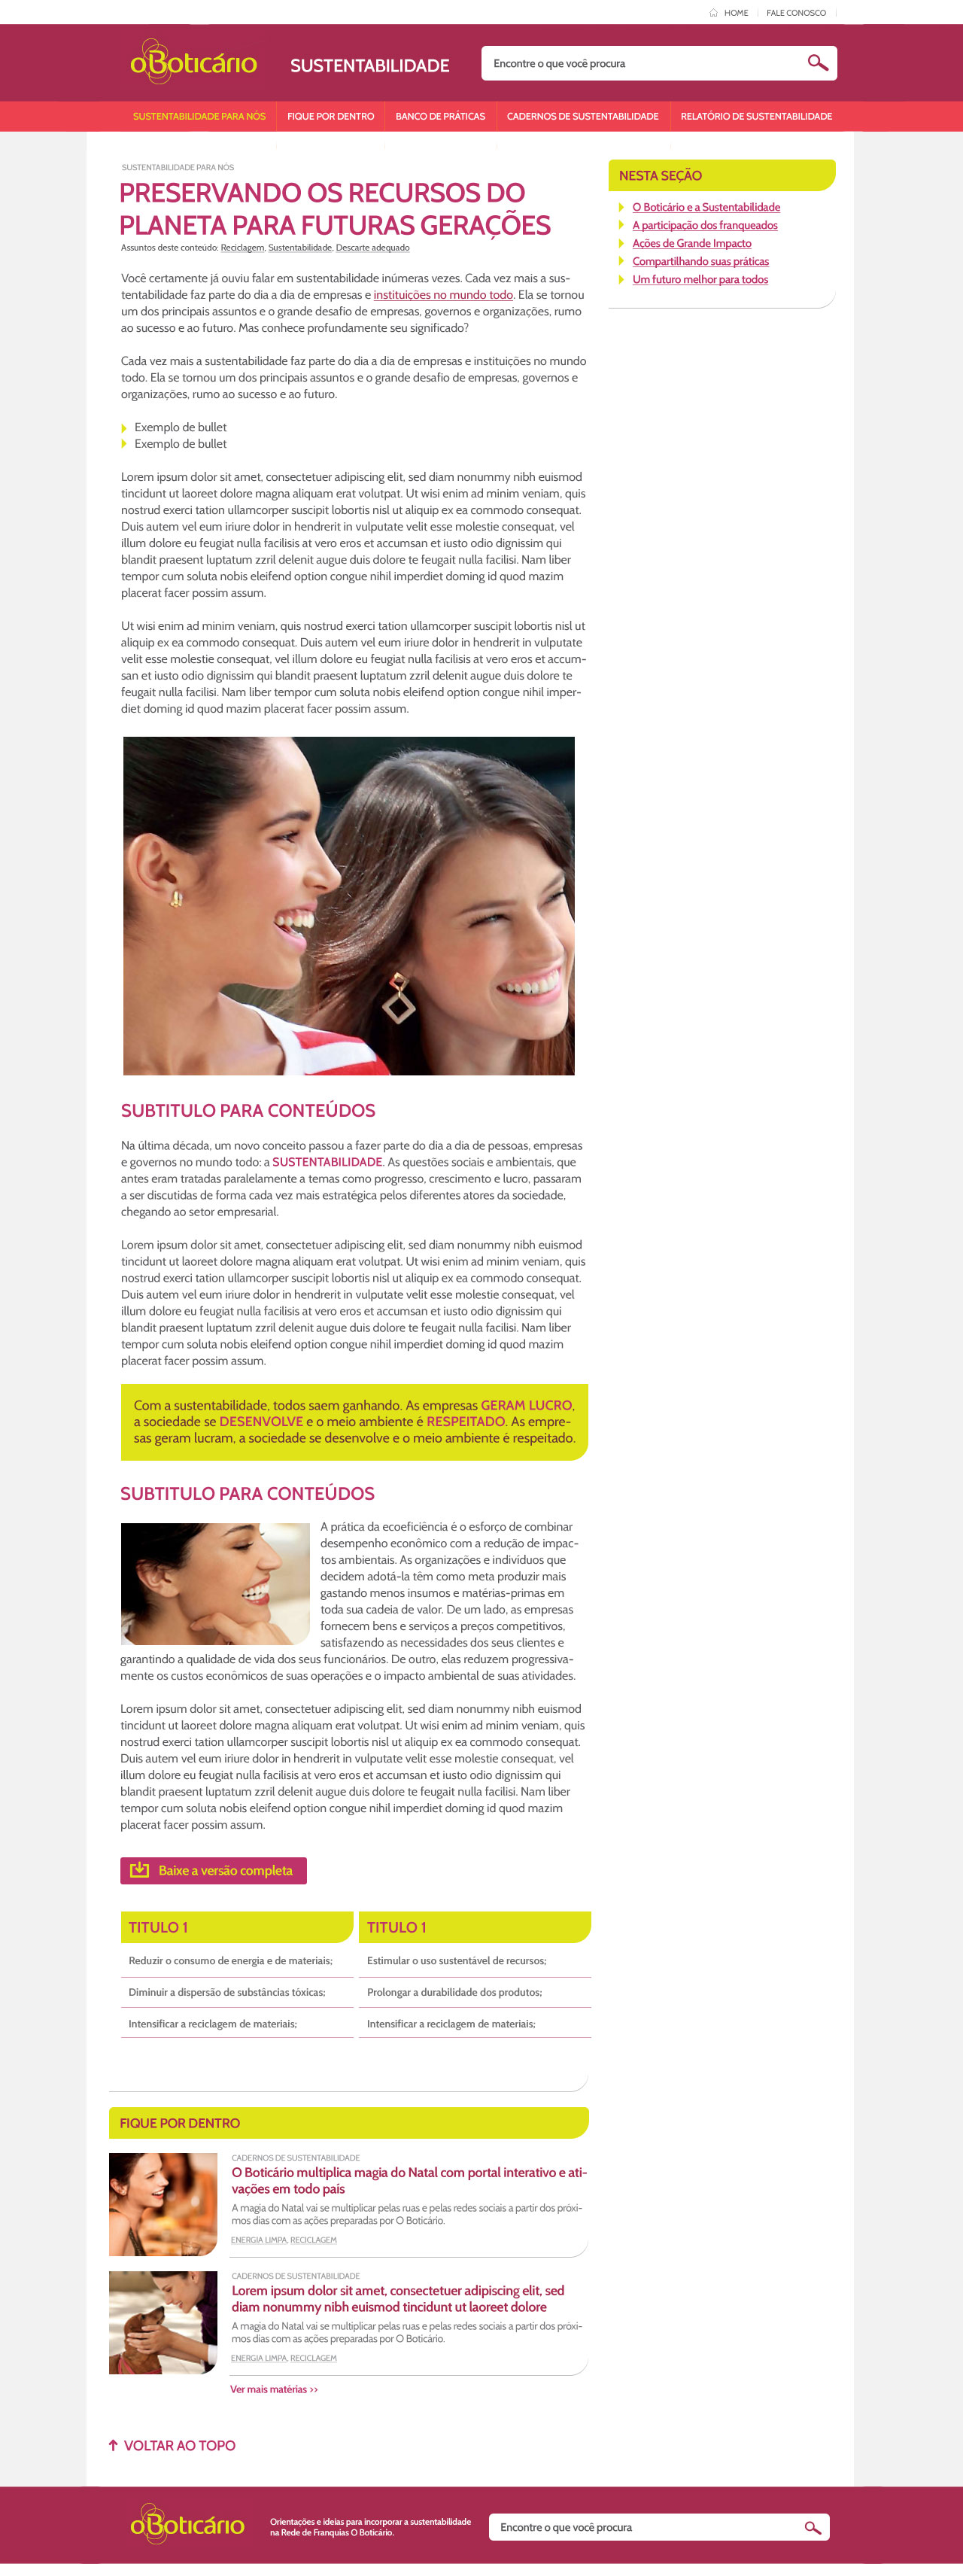 HOME
FALE CONOSCO
oBoticário
SUSTENTABILIDADE
Encontre o que você procura
SUSTENTABILIDADE PARA NÓS
FIQUE POR DENTRO
BANCO DE PRÁTICAS
CADERNOS DE SUSTENTABILIDADE
RELATÓRIO DE SUSTENTABILIDADE
SUSTENTABILIDADE PARA NÓS
PRESERVANDO OS RECURSOS DO
PLANETA PARA FUTURAS GERAÇÕES
Assuntos deste conteúdo: Reciclagem, Sustentabilidade, Descarte adequado
Você certamente já ouviu falar em sustentabilidade inúmeras vezes. Cada vez mais a sus-
tentabilidade faz parte do dia a dia de empresas e instituições no mundo todo. Ela se tornou
um dos principais assuntos e o grande desafio de empresas, governos e organizações, rumo
ao sucesso e ao futuro. Mas conhece profundamente seu significado?
Cada vez mais a sustentabilidade faz parte do dia a dia de empresas e instituições no mundo
todo. Ela se tornou um dos principais assuntos e o grande desafio de empresas, governos e
organizações, rumo ao sucesso e ao futuro.
Exemplo de bullet
Exemplo de bullet
Lorem ipsum dolor sit amet, consectetuer adipiscing elit, sed diam nonummy nibh euismod
tincidunt ut laoreet dolore magna aliquam erat volutpat. Ut wisi enim ad minim veniam, quis
nostrud exerci tation ullamcorper suscipit lobortis nisl ut aliquip ex ea commodo consequat.
Duis autem vel eum iriure dolor in hendrerit in vulputate velit esse molestie consequat, vel
illum dolore eu feugiat nulla facilisis at vero eros et accumsan et iusto odio dignissim qui
blandit praesent luptatum zzril delenit augue duis dolore te feugait nulla facilisi. Nam liber
tempor cum soluta nobis eleifend option congue nihil imperdiet doming id quod mazim
placerat facer possim assum.
Ut wisi enim ad minim veniam, quis nostrud exerci tation ullamcorper suscipit lobortis nisl ut
aliquip ex ea commodo consequat. Duis autem vel eum iriure dolor in hendrerit in vulputate
velit esse molestie consequat, vel illum dolore eu feugiat nulla facilisis at vero eros et accum-
san et iusto odio dignissim qui blandit praesent luptatum zzril delenit augue duis dolore te
feugait nulla facilisi. Nam liber tempor cum soluta nobis eleifend option congue nihil imper-
diet doming id quod mazim placerat facer possim assum.
NESTA SEÇÃO
O Boticário e a Sustentabilidade
A participação dos franqueados
Ações de Grande Impacto
Compartilhando suas práticas
Um futuro melhor para todos
SUBTITULO PARA CONTEÚDOS
Na última década, um novo conceito passou a fazer parte do dia a dia de pessoas, empresas
e governos no mundo todo: a SUSTENTABILIDADE. As questões sociais e ambientais, que
antes eram tratadas paralelamente a temas como progresso, crescimento e lucro, passaram
a ser discutidas de forma cada vez mais estratégica pelos diferentes atores da sociedade,
chegando ao setor empresarial.
Lorem ipsum dolor sit amet, consectetuer adipiscing elit, sed diam nonummy nibh euismod
tincidunt ut laoreet dolore magna aliquam erat volutpat. Ut wisi enim ad minim veniam, quis
nostrud exerci tation ullamcorper suscipit lobortis nisl ut aliquip ex ea commodo consequat.
Duis autem vel eum iriure dolor in hendrerit in vulputate velit esse molestie consequat, vel
illum dolore eu feugiat nulla facilisis at vero eros et accumsan et iusto odio dignissim qui
blandit praesent luptatum zzril delenit augue duis dolore te feugait nulla facilisi. Nam liber
tempor cum soluta nobis eleifend option congue nihil imperdiet doming id quod mazim
placerat facer possim assum.
Com a sustentabilidade, todos saem ganhando. As empresas GERAM LUCRO,
a sociedade se DESENVOLVE e o meio ambiente é RESPEITADO. As empre-
sas geram lucram, a sociedade se desenvolve e o meio ambiente é respeitado.
SUBTITULO PARA CONTEÚDOS
A prática da ecoeficiência é o esforço de combinar
desempenho econômico com a redução de impac-
tos ambientais. As organizações e indivíduos que
decidem adotá-la têm como meta produzir mais
gastando menos insumos e matérias-primas em
toda sua cadeia de valor. De um lado, as empresas
fornecem bens e serviços a preços competitivos,
satisfazendo as necessidades dos seus clientes e
garantindo a qualidade de vida dos seus funcionários. De outro, elas reduzem progressiva-
mente os custos econômicos de suas operações e o impacto ambiental de suas atividades.
Lorem ipsum dolor sit amet, consectetuer adipiscing elit, sed diam nonummy nibh euismod
tincidunt ut laoreet dolore magna aliquam erat volutpat. Ut wisi enim ad minim veniam, quis
nostrud exerci tation ullamcorper suscipit lobortis nisl ut aliquip ex ea commodo consequat.
Duis autem vel eum iriure dolor in hendrerit in vulputate velit esse molestie consequat, vel
illum dolore eu feugiat nulla facilisis at vero eros et accumsan et iusto odio dignissim qui
blandit praesent luptatum zzril delenit augue duis dolore te feugait nulla facilisi. Nam liber
tempor cum soluta nobis eleifend option congue nihil imperdiet doming id quod mazim
placerat facer possim assum.
Baixe a versão completa
TITULO 1
Reduzir o consumo de energia e de materiais;
Diminuir a dispersão de substâncias tóxicas;
Intensificar a reciclagem de materiais;
TITULO 1
Estimular o uso sustentável de recursos;
Prolongar a durabilidade dos produtos;
Intensificar a reciclagem de materiais;
FIQUE POR DENTRO
CADERNOS DE SUSTENTABILIDADE
O Boticário multiplica magia do Natal com portal interativo e ati-
vações em todo país
A magia do Natal vai se multiplicar pelas ruas e pelas redes sociais a partir dos próxi-
mos dias com as ações preparadas por O Boticário.
ENERGIA LIMPA, RECICLAGEM
CADERNOS DE SUSTENTABILIDADE
Lorem ipsum dolor sit amet, consectetuer adipiscing elit, sed
diam nonummy nibh euismod tincidunt ut laoreet dolore
A magia do Natal vai se multiplicar pelas ruas e pelas redes sociais a partir dos próxi-
mos dias com as ações preparadas por O Boticário.
ENERGIA LIMPA, RECICLAGEM
Ver mais matérias >>
VOLTAR AO TOPO
oBoticário
Orientações e ideias para incorporar a sustentabilidade
na Rede de Franquias O Boticário.
Encontre o que você procura